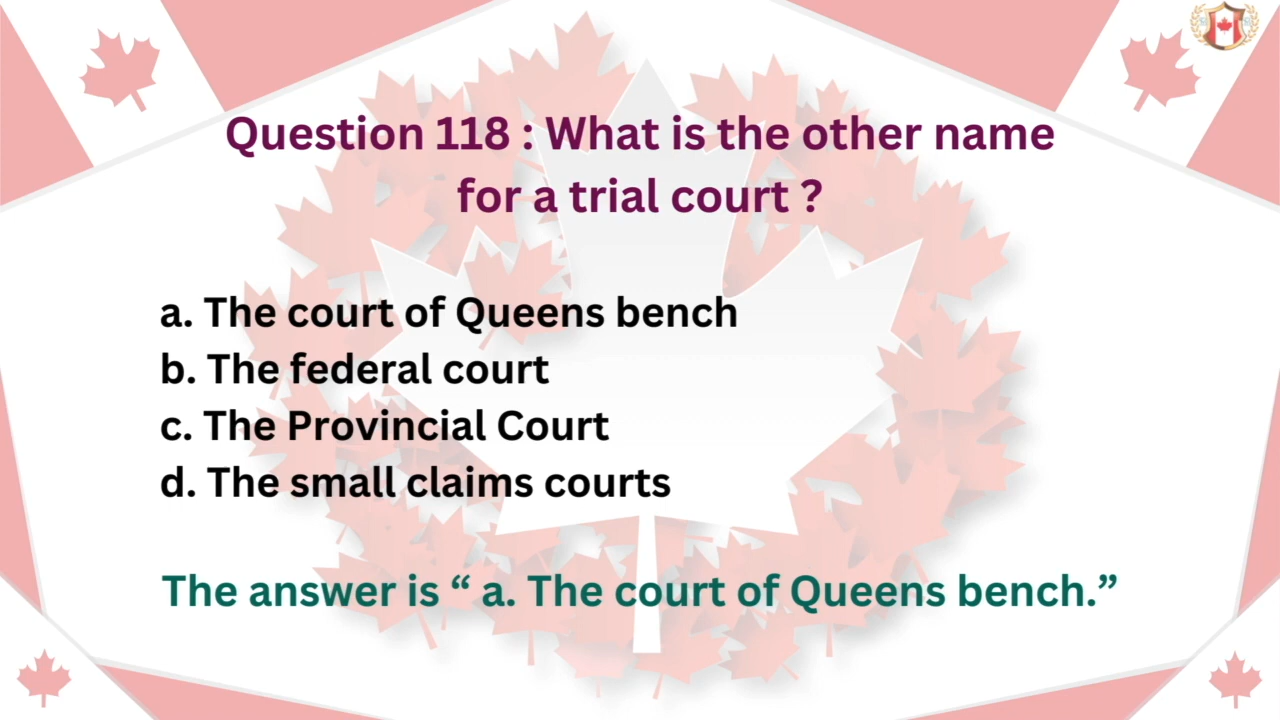 Question 118 : What is the other name
for a trial court ?
a. The court of Queens bench
b. The federal court
c. The Provincial Court
d. The small claims courts
The answer is “ a. The court of Queens bench.”